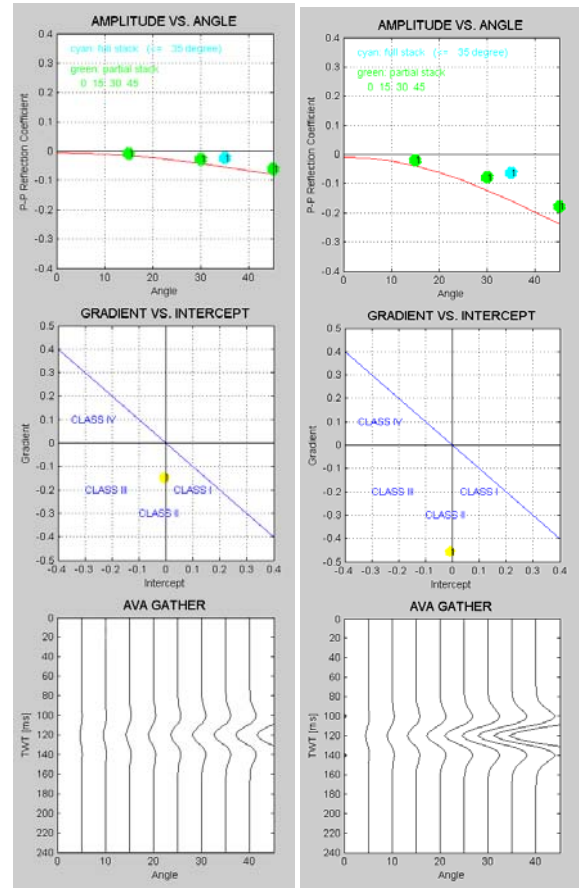 AMPLITUDE VS. ANGLE
0.4
0.3
0.2
0.1
0
-0.1
-0.2
-0.3
-0.4
P-P Reflection Coefficient
cyan: full stack (<= 35 degree)
green: partial stack
0 15: 30 45
0 10 20 30 40
Angle
GRADIENT VS. INTERCEPT
0.5
0.4
0.3
0.2
0.1
0
-0.1
-0.2
-0.3
-0.4
-0.5
Gradient
CLASS IV
CLASS III
CLASS I
CLASS II
-0.4 -0.3 -0.2 -0.1 0 0.1 0.2 0.3 0.4
Intercept
AVA GATHER
0
20
40
60
80
100
120
140
160
180
200
220
240
TWT [ms]
0 10 20 30 40
Angle
AMPLITUDE VS. ANGLE
0.4
0.3
0.2
0.1
0
-0.1
-0.2
-0.3
-0.4
P-P Reflection Coefficient
cyan: full stack (<= 35 degree)
green: partial stack
0 15: 30 45
0 10 20 30 40
Angle
GRADIENT VS. INTERCEPT
0.5
0.4
0.3
0.2
0.1
0
-0.1
-0.2
-0.3
-0.4
-0.5
Gradient
CLASS IV
CLASS III
CLASS I
CLASS II
-0.4 -0.3 -0.2 -0.1 0 0.1 0.2 0.3 0.4
Intercept
AVA GATHER
0
20
40
60
80
100
120
140
160
180
200
220
240
TWT [ms]
0 10 20 30 40
Angle